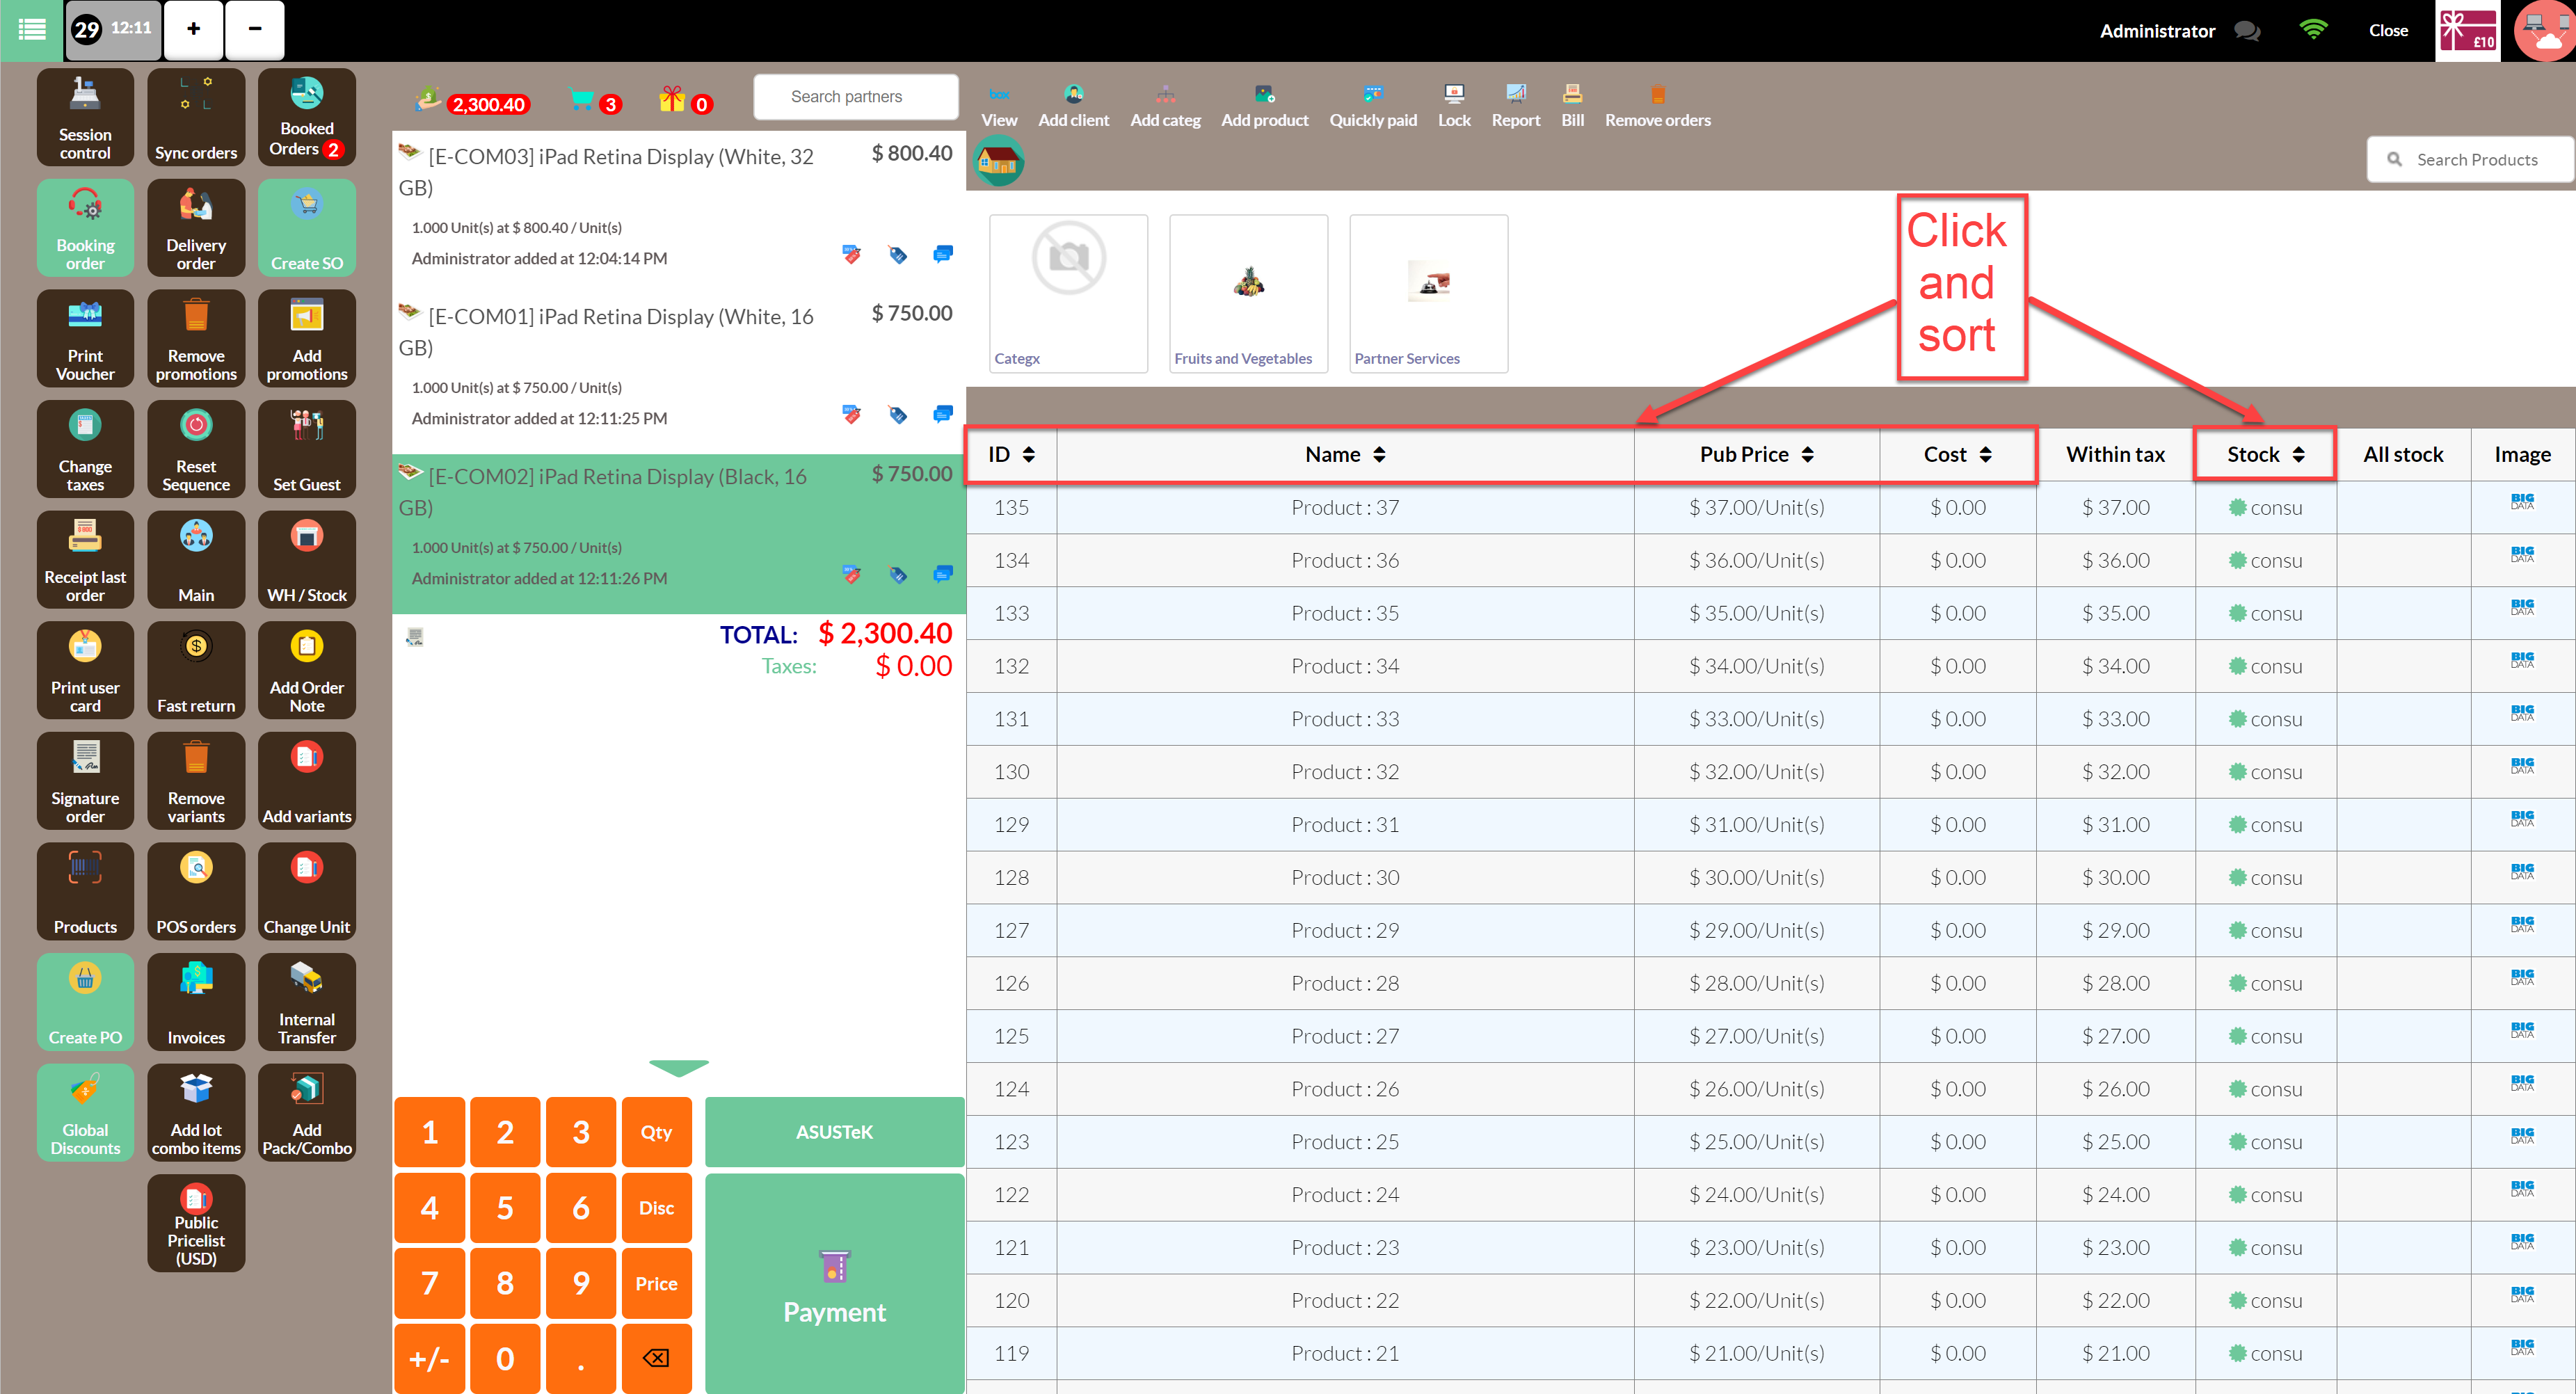 29 12:11 + -
Administrator Close £10
Session
control
Sync orders
Booked
Orders 2
Booking
order
Delivery
order
Create SO
Print
Voucher
Remove
promotions
Add
promotions
Change
taxes
Reset
Sequence
Set Guest
Receipt last
order
Main
WH / Stock
Print user
card
Fast return
Add Order
Note
Signature
order
Remove
variants
Add variants
Products
POS orders
Change Unit
Create PO
Invoices
Internal
Transfer
Global
Discounts
Add lot
combo items
Add
Pack/Combo
Public
Pricelist
(USD)
2,300.40 3 0 Search partners
[E-COM03] iPad Retina Display (White, 32 $ 800.40
GB)
1.000 Unit(s) at $ 800.40 / Unit(s)
Administrator added at 12:04:14 PM
[E-COM01] iPad Retina Display (White, 16 $ 750.00
GB)
1.000 Unit(s) at $ 750.00 / Unit(s)
Administrator added at 12:11:25 PM
[E-COM02] iPad Retina Display (Black, 16 $ 750.00
GB)
1.000 Unit(s) at $ 750.00 / Unit(s)
Administrator added at 12:11:26 PM
TOTAL: $ 2,300.40
Taxes: $ 0.00
1 2 3 Qty ASUSTeK
4 5 6 Disc
7 8 9 Price
Payment
+/- 0 .
box
View Add client Add categ Add product Quickly paid Lock Report Bill Remove orders
Search Products
Categx Fruits and Vegetables Partner Services
Click
and
sort
ID Name Pub Price Cost Within tax Stock All stock Image
135 Product : 37 $ 37.00/Unit(s) $ 0.00 $ 37.00 consu BIG DATA
134 Product : 36 $ 36.00/Unit(s) $ 0.00 $ 36.00 consu BIG DATA
133 Product : 35 $ 35.00/Unit(s) $ 0.00 $ 35.00 consu BIG DATA
132 Product : 34 $ 34.00/Unit(s) $ 0.00 $ 34.00 consu BIG DATA
131 Product : 33 $ 33.00/Unit(s) $ 0.00 $ 33.00 consu BIG DATA
130 Product : 32 $ 32.00/Unit(s) $ 0.00 $ 32.00 consu BIG DATA
129 Product : 31 $ 31.00/Unit(s) $ 0.00 $ 31.00 consu BIG DATA
128 Product : 30 $ 30.00/Unit(s) $ 0.00 $ 30.00 consu BIG DATA
127 Product : 29 $ 29.00/Unit(s) $ 0.00 $ 29.00 consu BIG DATA
126 Product : 28 $ 28.00/Unit(s) $ 0.00 $ 28.00 consu BIG DATA
125 Product : 27 $ 27.00/Unit(s) $ 0.00 $ 27.00 consu BIG DATA
124 Product : 26 $ 26.00/Unit(s) $ 0.00 $ 26.00 consu BIG DATA
123 Product : 25 $ 25.00/Unit(s) $ 0.00 $ 25.00 consu BIG DATA
122 Product : 24 $ 24.00/Unit(s) $ 0.00 $ 24.00 consu BIG DATA
121 Product : 23 $ 23.00/Unit(s) $ 0.00 $ 23.00 consu BIG DATA
120 Product : 22 $ 22.00/Unit(s) $ 0.00 $ 22.00 consu BIG DATA
119 Product : 21 $ 21.00/Unit(s) $ 0.00 $ 21.00 consu BIG DATA